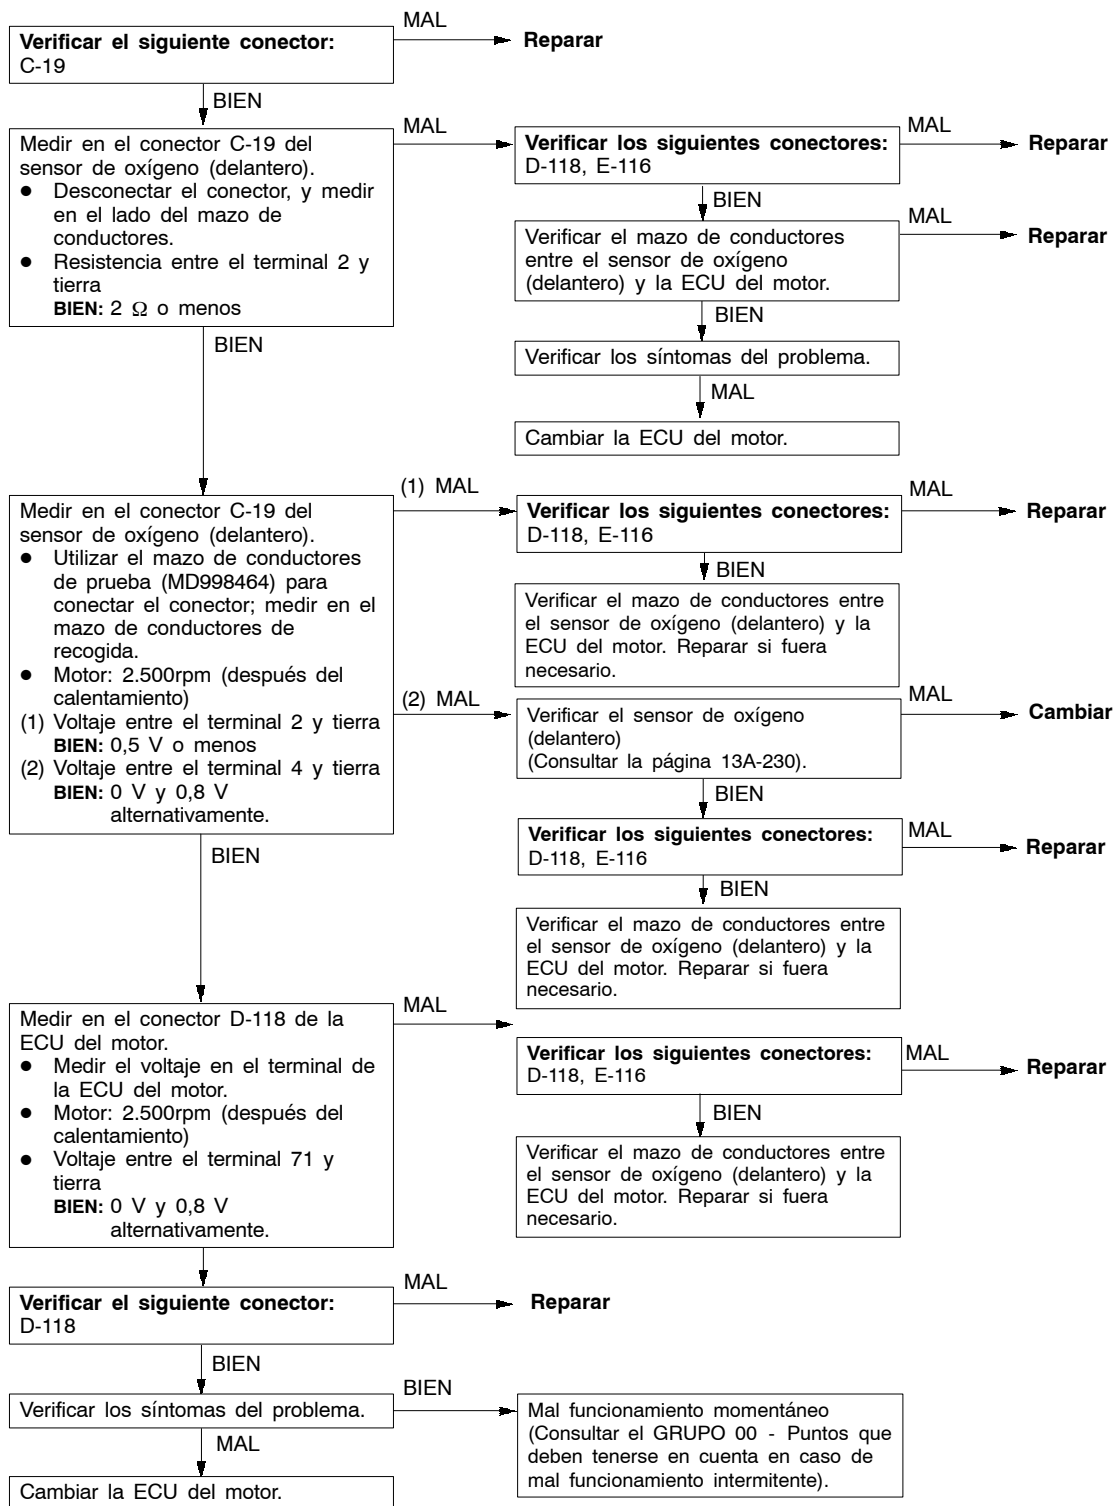 Verificar el siguiente conector:
C-19
MAL
Reparar
BIEN
Medir en el conector C-19 del
sensor de oxígeno (delantero).
● Desconectar el conector, y medir
en el lado del mazo de
conductores.
● Resistencia entre el terminal 2 y
tierra
BIEN: 2 Ω o menos
MAL
Verificar los siguientes conectores:
D-118, E-116
MAL
Reparar
BIEN
Verificar el mazo de conductores
entre el sensor de oxígeno
(delantero) y la ECU del motor.
MAL
Reparar
BIEN
Verificar los síntomas del problema.
MAL
Cambiar la ECU del motor.
BIEN
Medir en el conector C-19 del
sensor de oxígeno (delantero).
● Utilizar el mazo de conductores
de prueba (MD998464) para
conectar el conector; medir en el
mazo de conductores de
recogida.
● Motor: 2.500rpm (después del
calentamiento)
(1) Voltaje entre el terminal 2 y tierra
BIEN: 0,5 V o menos
(2) Voltaje entre el terminal 4 y tierra
BIEN: 0 V y 0,8 V
alternativamente.
(1) MAL
Verificar los siguientes conectores:
D-118, E-116
MAL
Reparar
BIEN
Verificar el mazo de conductores entre
el sensor de oxígeno (delantero) y la
ECU del motor. Reparar si fuera
necesario.
(2) MAL
Verificar el sensor de oxígeno
(delantero)
(Consultar la página 13A-230).
MAL
Cambiar
BIEN
Verificar los siguientes conectores:
D-118, E-116
MAL
Reparar
BIEN
Verificar el mazo de conductores entre
el sensor de oxígeno (delantero) y la
ECU del motor. Reparar si fuera
necesario.
BIEN
Medir en el conector D-118 de la
ECU del motor.
● Medir el voltaje en el terminal de
la ECU del motor.
● Motor: 2.500rpm (después del
calentamiento)
● Voltaje entre el terminal 71 y
tierra
BIEN: 0 V y 0,8 V
alternativamente.
MAL
Verificar los siguientes conectores:
D-118, E-116
MAL
Reparar
BIEN
Verificar el mazo de conductores entre
el sensor de oxígeno (delantero) y la
ECU del motor. Reparar si fuera
necesario.
Verificar el siguiente conector:
D-118
MAL
Reparar
BIEN
Verificar los síntomas del problema.
BIEN
Mal funcionamiento momentáneo
(Consultar el GRUPO 00 - Puntos que
deben tenerse en cuenta en caso de
mal funcionamiento intermitente).
MAL
Cambiar la ECU del motor.